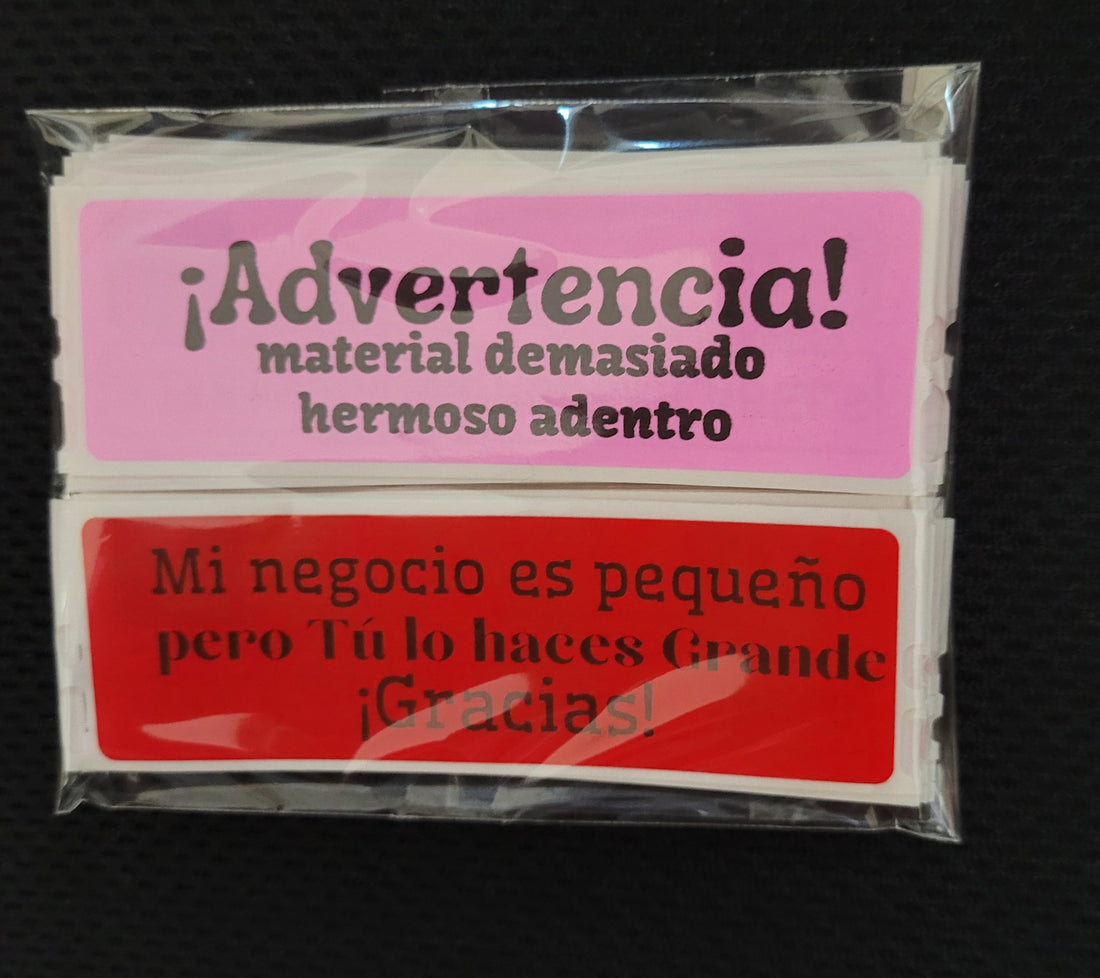 ¡Advertencia!
material demasiado
hermoso adentro
Mi negocio es pequeño
pero Tú lo haces Grande
¡Gracias!